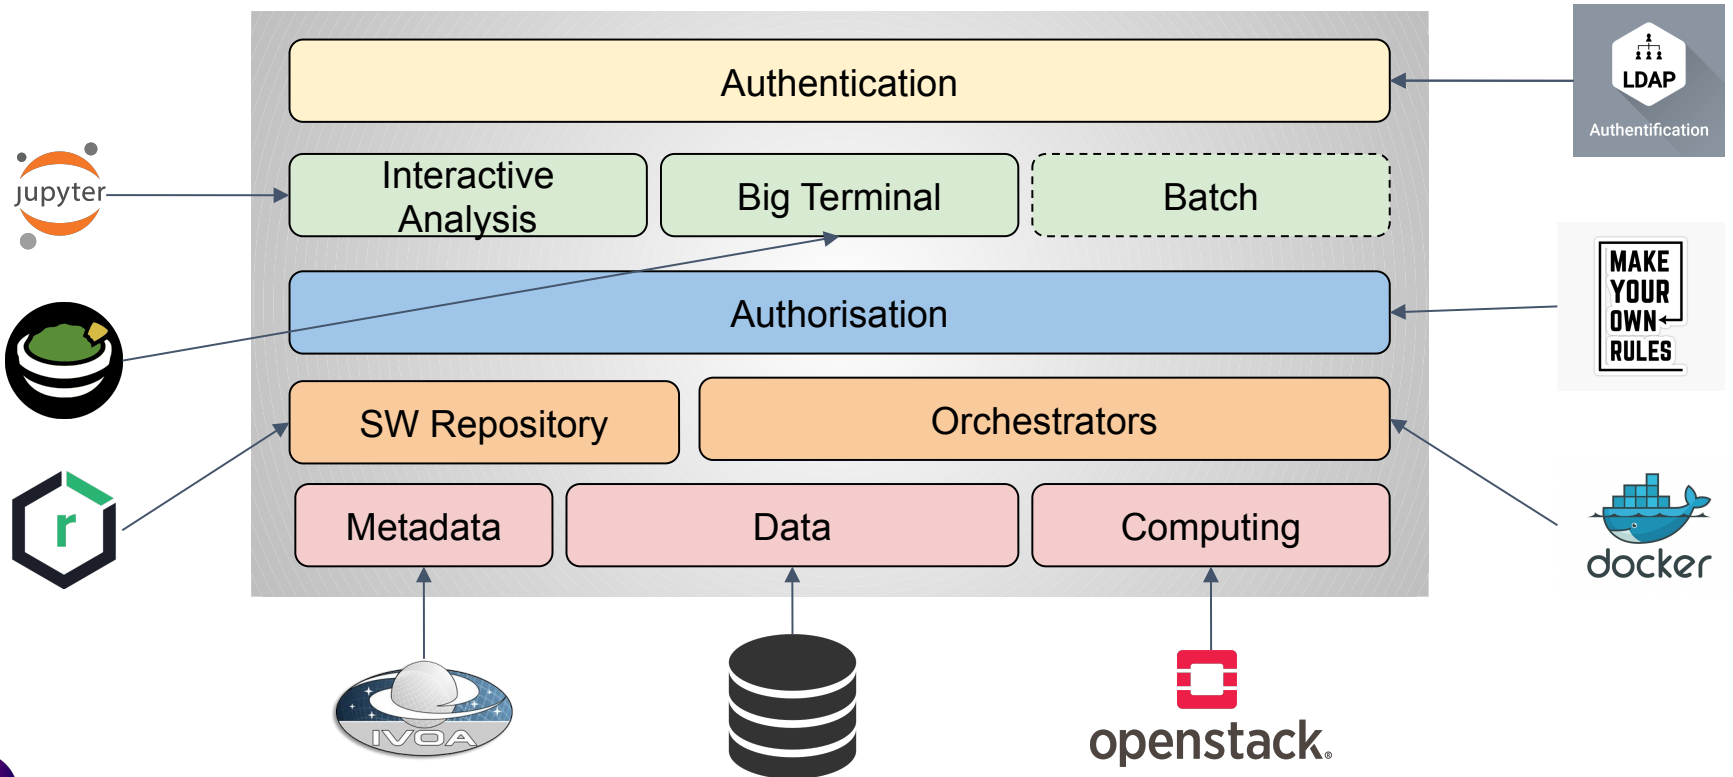 Authentication
LDAP
Authentification
jupyter
Interactive
Analysis
Big Terminal
Batch
MAKE
YOUR
OWN
RULES
Authorisation
SW Repository
Orchestrators
r
Metadata
Data
Computing
docker
IVOA
openstack.